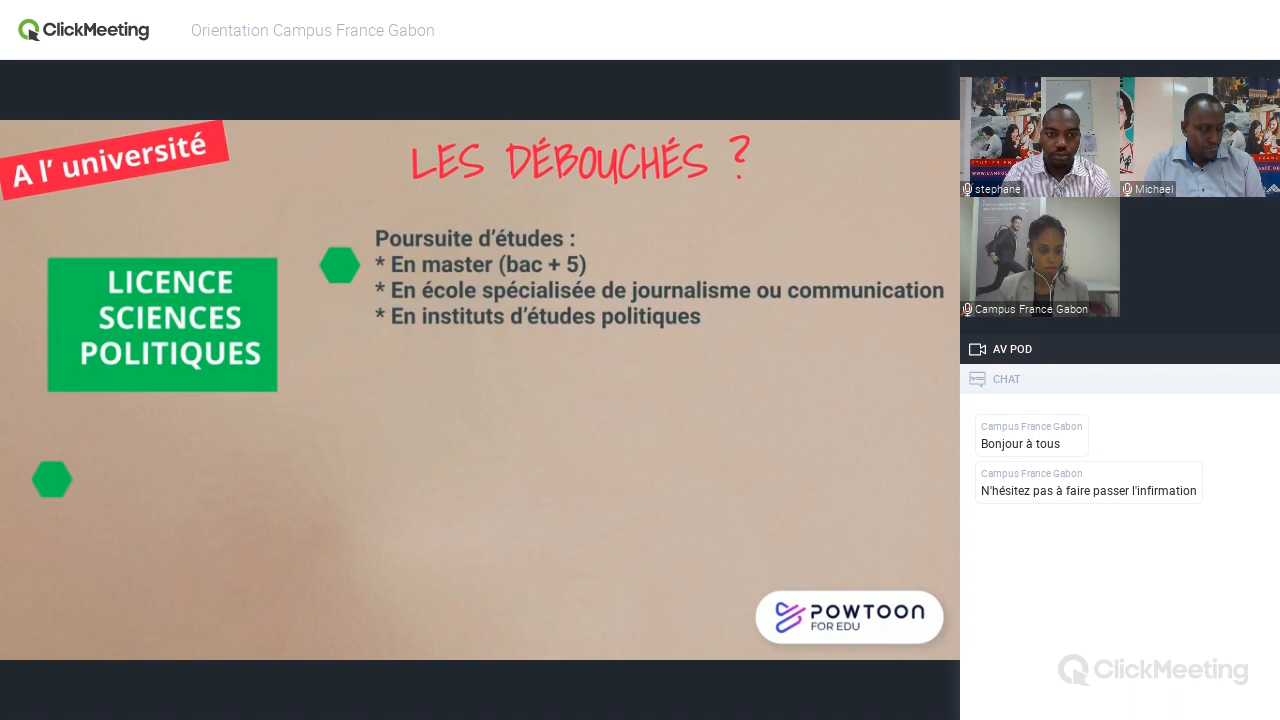 ClickMeeting
Orientation Campus France Gabon
A l' université
LES DÉBOUCHÉS ?
LICENCE
SCIENCES
POLITIQUES
Poursuite d'études :
* En master (bac + 5)
* En école spécialisée de journalisme ou communication
* En instituts d'études politiques
POWTOON
FOR EDU
stephane
Michael
Campus France Gabon
AV POD
CHAT
Campus France Gabon
Bonjour à tous
Campus France Gabon
N'hésitez pas à faire passer l'infirmation
ClickMeeting